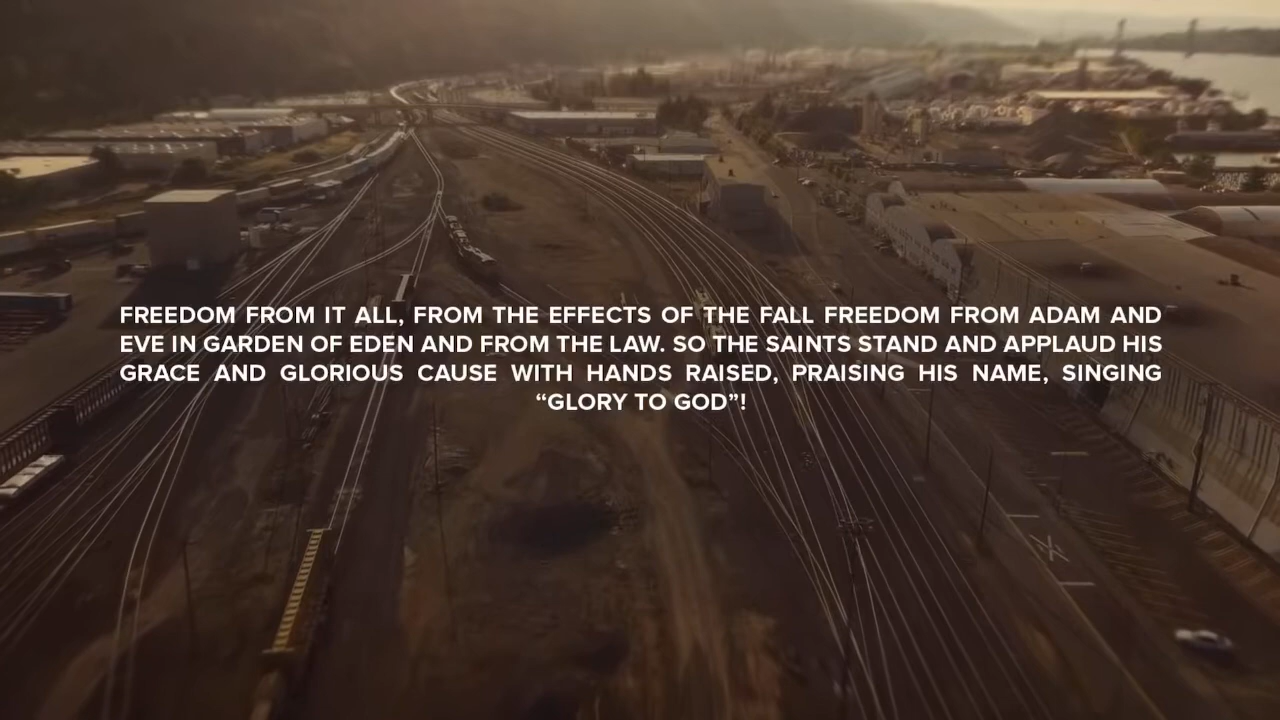 FREEDOM FROM IT ALL, FROM THE EFFECTS OF THE FALL FREEDOM FROM ADAM AND
EVE IN GARDEN OF EDEN AND FROM THE LAW. SO THE SAINTS STAND AND APPLAUD HIS
GRACE AND GLORIOUS CAUSE WITH HANDS RAISED, PRAISING HIS NAME, SINGING
“GLORY TO GOD”!